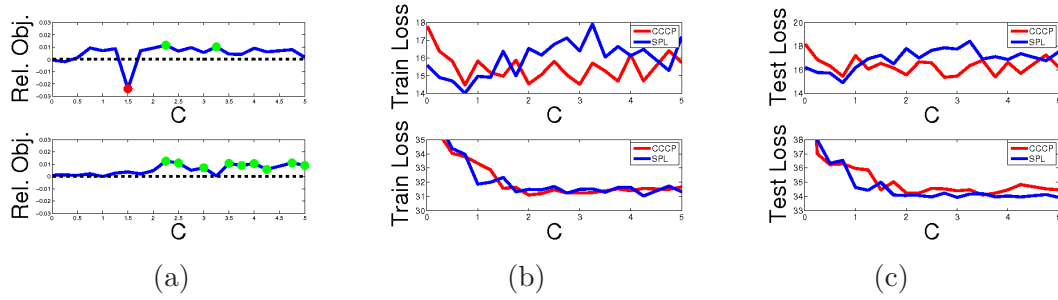 Rel. Obj.
0.03
0.02
0.01
0
−0.01
−0.02
−0.03
0 0.5 1 1.5 2 2.5 3 3.5 4 4.5 5
C
Train Loss
18
17
16
15
14
0 1 2 3 4 5
C
CCCP
SPL
Test Loss
20
18
16
14
0 1 2 3 4 5
C
CCCP
SPL
Rel. Obj.
0.03
0.02
0.01
0
−0.01
−0.02
−0.03
0 0.5 1 1.5 2 2.5 3 3.5 4 4.5 5
C
Train Loss
35
34
33
32
31
30
0 1 2 3 4 5
C
CCCP
SPL
Test Loss
38
37
36
35
34
33
0 1 2 3 4 5
C
CCCP
SPL
(a) (b) (c)